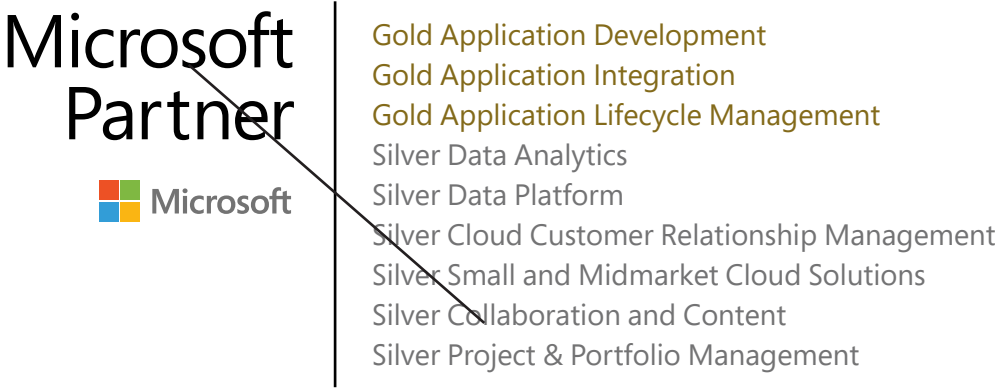 Microsoft
Partner
Microsoft
Gold Application Development
Gold Application Integration
Gold Application Lifecycle Management
Silver Data Analytics
Silver Data Platform
Silver Cloud Customer Relationship Management
Silver Small and Midmarket Cloud Solutions
Silver Collaboration and Content
Silver Project & Portfolio Management